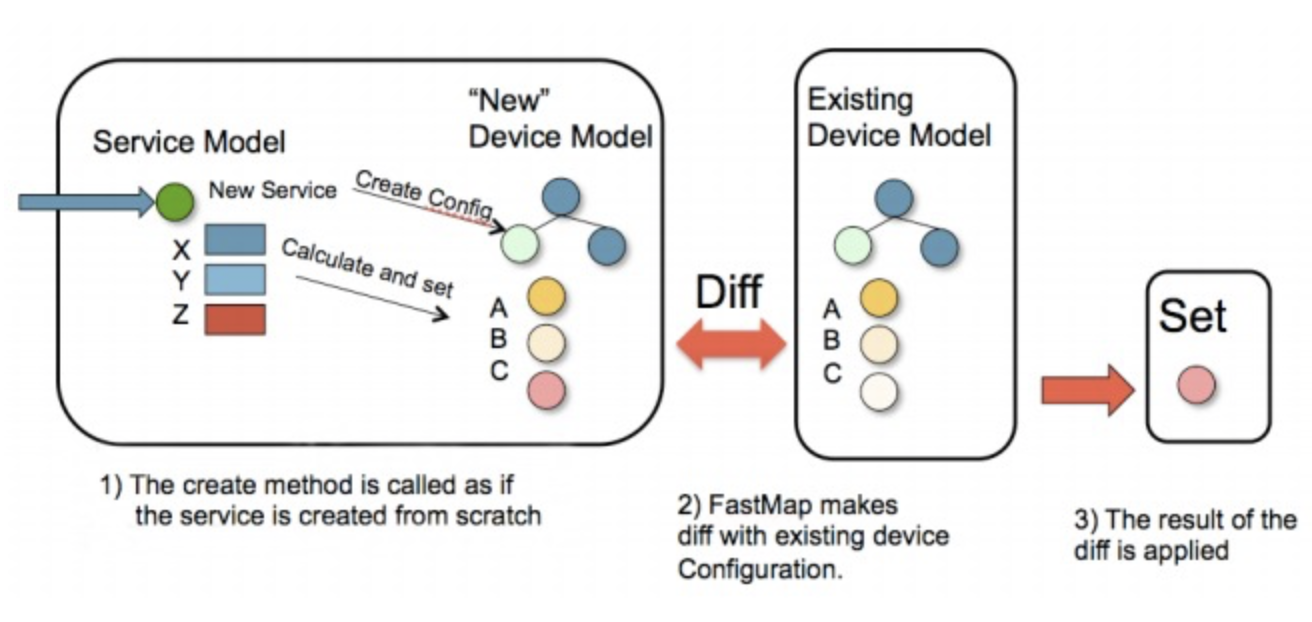 Service Model
“New”
Device Model
New Service
Create Config
X
Y
Z
Calculate and set
A
B
C
Diff
Existing
Device Model
A
B
C
Set
1) The create method is called as if
the service is created from scratch
2) FastMap makes
diff with existing device
Configuration.
3) The result of the
diff is applied